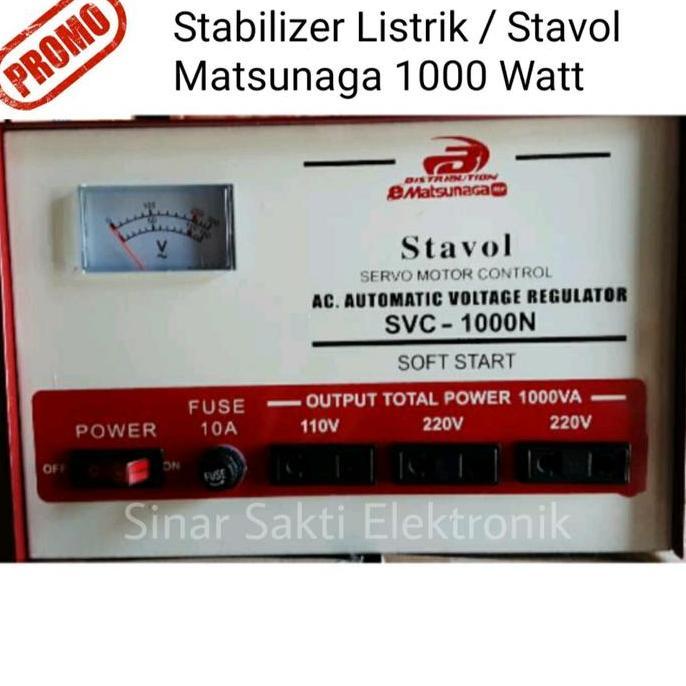 PROMO
Stabilizer Listrik / Stavol
Matsunaga 1000 Watt
DISTRIBUTION
Matsunaga
Stavol
SERVO MOTOR CONTROL
AC. AUTOMATIC VOLTAGE REGULATOR
SVC - 1000N
SOFT START
V
OUTPUT TOTAL POWER 1000VA
FUSE
POWER 10A 110V 220V 220V
OFF ON FUSE
Sinar Sakti Elektronik